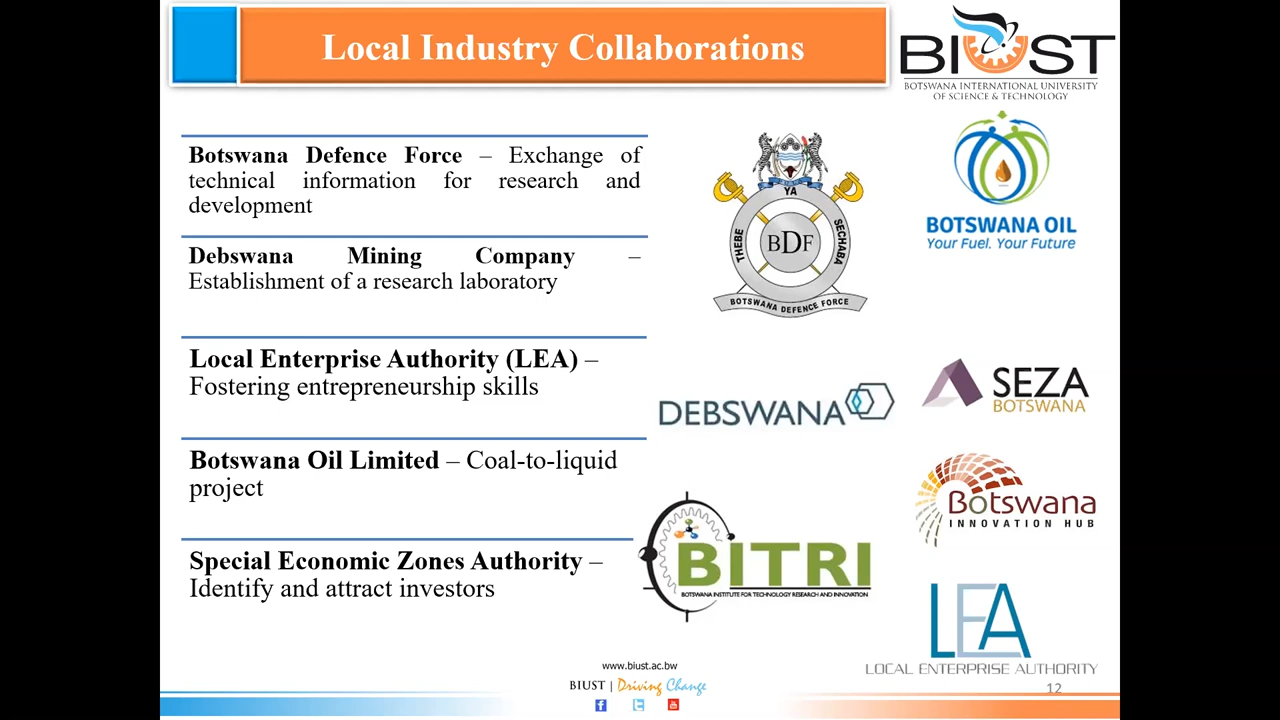 Local Industry Collaborations
BIUST
BOTSWANA INTERNATIONAL UNIVERSITY
OF SCIENCE & TECHNOLOGY
Botswana Defence Force – Exchange of
technical information for research and
development
Debswana Mining Company –
Establishment of a research laboratory
Local Enterprise Authority (LEA) –
Fostering entrepreneurship skills
Botswana Oil Limited – Coal-to-liquid
project
Special Economic Zones Authority –
Identify and attract investors
YA
THEBE
SECHABA
BDF
BOTSWANA DEFENCE FORCE
BOTSWANA OIL
Your Fuel. Your Future
DEBSWANA
SEZA
BOTSWANA
Botswana
INNOVATION HUB
BITRI
BOTSWANA INSTITUTE FOR TECHNOLOGY RESEARCH AND INNOVATION
LEA
LOCAL ENTERPRISE AUTHORITY
www.biust.ac.bw
BIUST | Driving Change
12